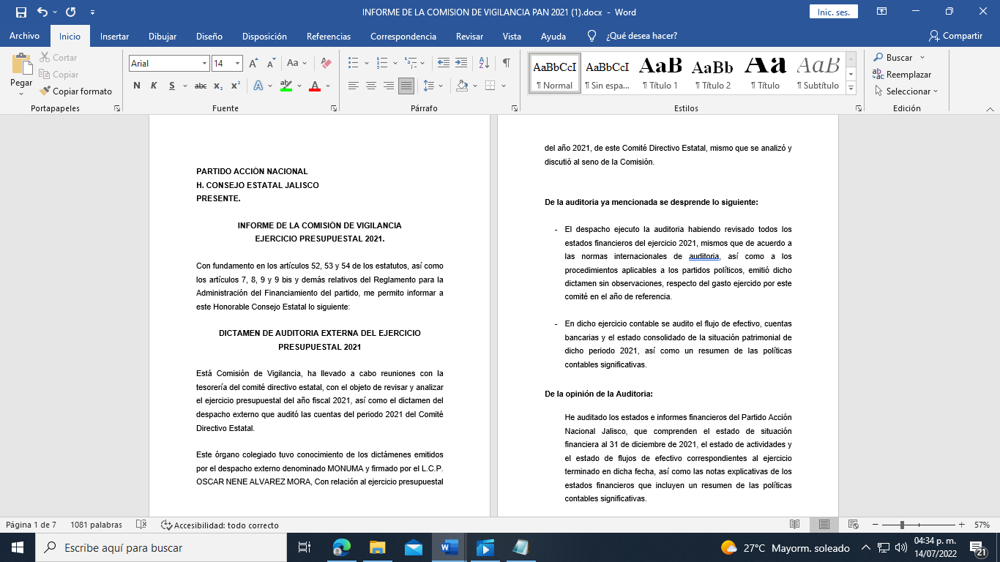 INFORME DE LA COMISION DE VIGILANCIA PAN 2021 (1).docx - Word
Inic. ses.
Archivo Inicio Insertar Dibujar Diseño Disposición Referencias Correspondencia Revisar Vista Ayuda ¿Qué desea hacer? Compartir
Pegar
Cortar
Copiar
Copiar formato
Portapapeles
Arial 14
Fuente
Párrafo
AaBbCcI AaBbCcI AaB AaBb Aa AaB
¶ Normal ¶ Sin espa... ¶ Título 1 ¶ Título 2 ¶ Título ¶ Subtítulo
Estilos
Buscar
Reemplazar
Seleccionar
Edición
PARTIDO ACCIÓN NACIONAL
H. CONSEJO ESTATAL JALISCO
PRESENTE.
INFORME DE LA COMISIÓN DE VIGILANCIA
EJERCICIO PRESUPUESTAL 2021.
Con fundamento en los artículos 52, 53 y 54 de los estatutos, así como
los artículos 7, 8, 9 y 9 bis y demás relativos del Reglamento para la
Administración del Financiamiento del partido, me permito informar a
este Honorable Consejo Estatal lo siguiente:
DICTAMEN DE AUDITORIA EXTERNA DEL EJERCICIO
PRESUPUESTAL 2021
Está Comisión de Vigilancia, ha llevado a cabo reuniones con la
tesorería del comité directivo estatal, con el objeto de revisar y analizar
el ejercicio presupuestal del año fiscal 2021, así como el dictamen del
despacho externo que auditó las cuentas del periodo 2021 del Comité
Directivo Estatal.
Este órgano colegiado tuvo conocimiento de los dictámenes emitidos
por el despacho externo denominado MONUMA y firmado por el L.C.P.
OSCAR NENE ALVAREZ MORA, Con relación al ejercicio presupuestal
del año 2021, de este Comité Directivo Estatal, mismo que se analizó y
discutió al seno de la Comisión.
De la auditoria ya mencionada se desprende lo siguiente:
- El despacho ejecuto la auditoria habiendo revisado todos los
estados financieros del ejercicio 2021, mismos que de acuerdo a
las normas internacionales de auditoria, así como a los
procedimientos aplicables a los partidos políticos, emitió dicho
dictamen sin observaciones, respecto del gasto ejercido por este
comité en el año de referencia.
- En dicho ejercicio contable se audito el flujo de efectivo, cuentas
bancarias y el estado consolidado de la situación patrimonial de
dicho periodo 2021, así como un resumen de las políticas
contables significativas.
De la opinión de la Auditoria:
He auditado los estados e informes financieros del Partido Acción
Nacional Jalisco, que comprenden el estado de situación
financiera al 31 de diciembre de 2021, el estado de actividades y
el estado de flujos de efectivo correspondientes al ejercicio
terminado en dicha fecha, así como las notas explicativas de los
estados financieros que incluyen un resumen de las políticas
contables significativas.
Página 1 de 7 1081 palabras Accesibilidad: todo correcto 57%
Escribe aquí para buscar
27°C Mayorm. soleado
04:34 p. m.
14/07/2022
21